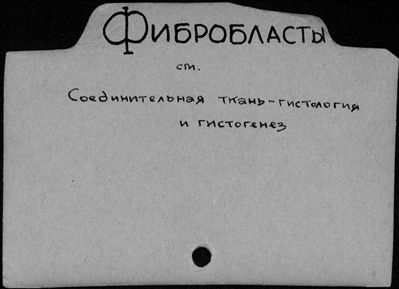 Фибробласты
см.
Соединительная ткань-гистология
и гистогенез